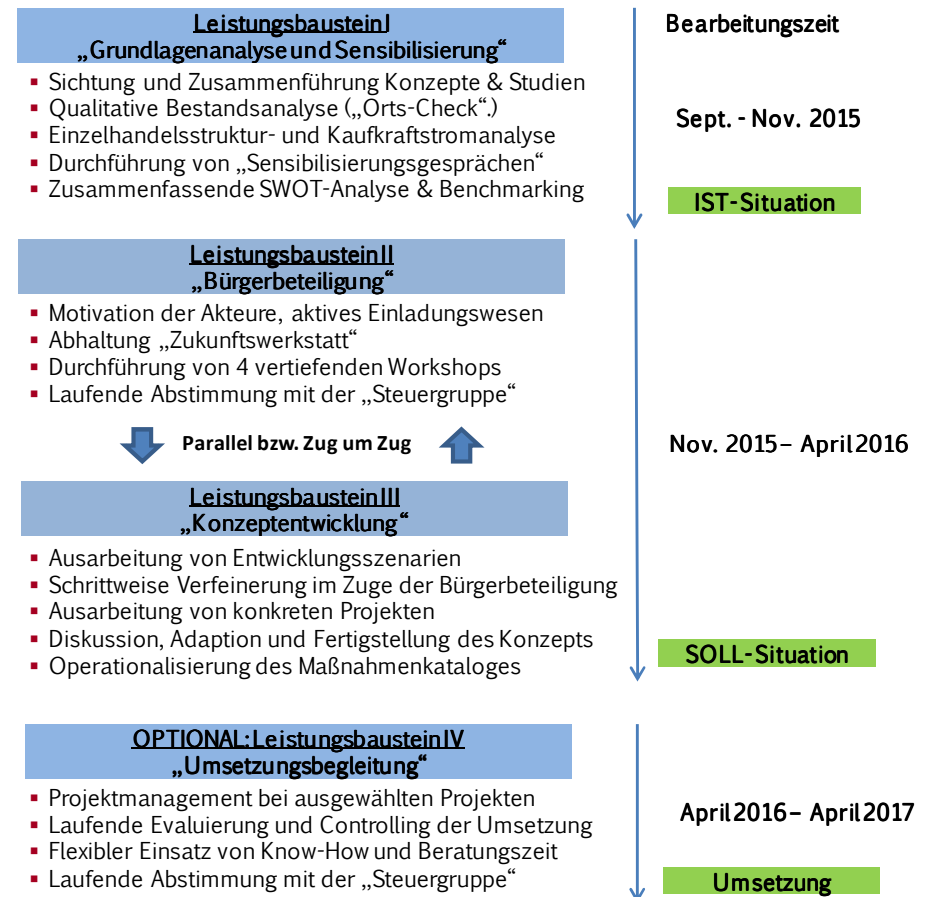 Leistungsbaustein I
„Grundlagenanalyse und Sensibilisierung“
▪ Sichtung und Zusammenführung Konzepte & Studien
▪ Qualitative Bestandsanalyse („Orts-Check“.)
▪ Einzelhandelsstruktur- und Kaufkraftstromanalyse
▪ Durchführung von „Sensibilisierungsgesprächen“
▪ Zusammenfassende SWOT-Analyse & Benchmarking
Bearbeitungszeit
Sept. - Nov. 2015
IST-Situation
Leistungsbaustein II
„Bürgerbeteiligung“
▪ Motivation der Akteure, aktives Einladungswesen
▪ Abhaltung „Zukunftswerkstatt“
▪ Durchführung von 4 vertiefenden Workshops
▪ Laufende Abstimmung mit der „Steuergruppe“
Parallel bzw. Zug um Zug
Nov. 2015 – April 2016
Leistungsbaustein III
„Konzeptentwicklung“
▪ Ausarbeitung von Entwicklungsszenarien
▪ Schrittweise Verfeinerung im Zuge der Bürgerbeteiligung
▪ Ausarbeitung von konkreten Projekten
▪ Diskussion, Adaption und Fertigstellung des Konzepts
▪ Operationalisierung des Maßnahmenkataloges
SOLL-Situation
OPTIONAL: Leistungsbaustein IV
„Umsetzungsbegleitung“
▪ Projektmanagement bei ausgewählten Projekten
▪ Laufende Evaluierung und Controlling der Umsetzung
▪ Flexibler Einsatz von Know-How und Beratungszeit
▪ Laufende Abstimmung mit der „Steuergruppe“
April 2016 – April 2017
Umsetzung